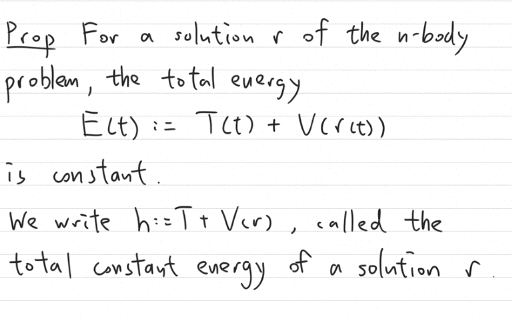 Prop For a solution r of the n-body
problem, the total energy
E(t) := T(t) + V(r(t))
is constant.
We write h := T + V(r), called the
total constant energy of a solution r.